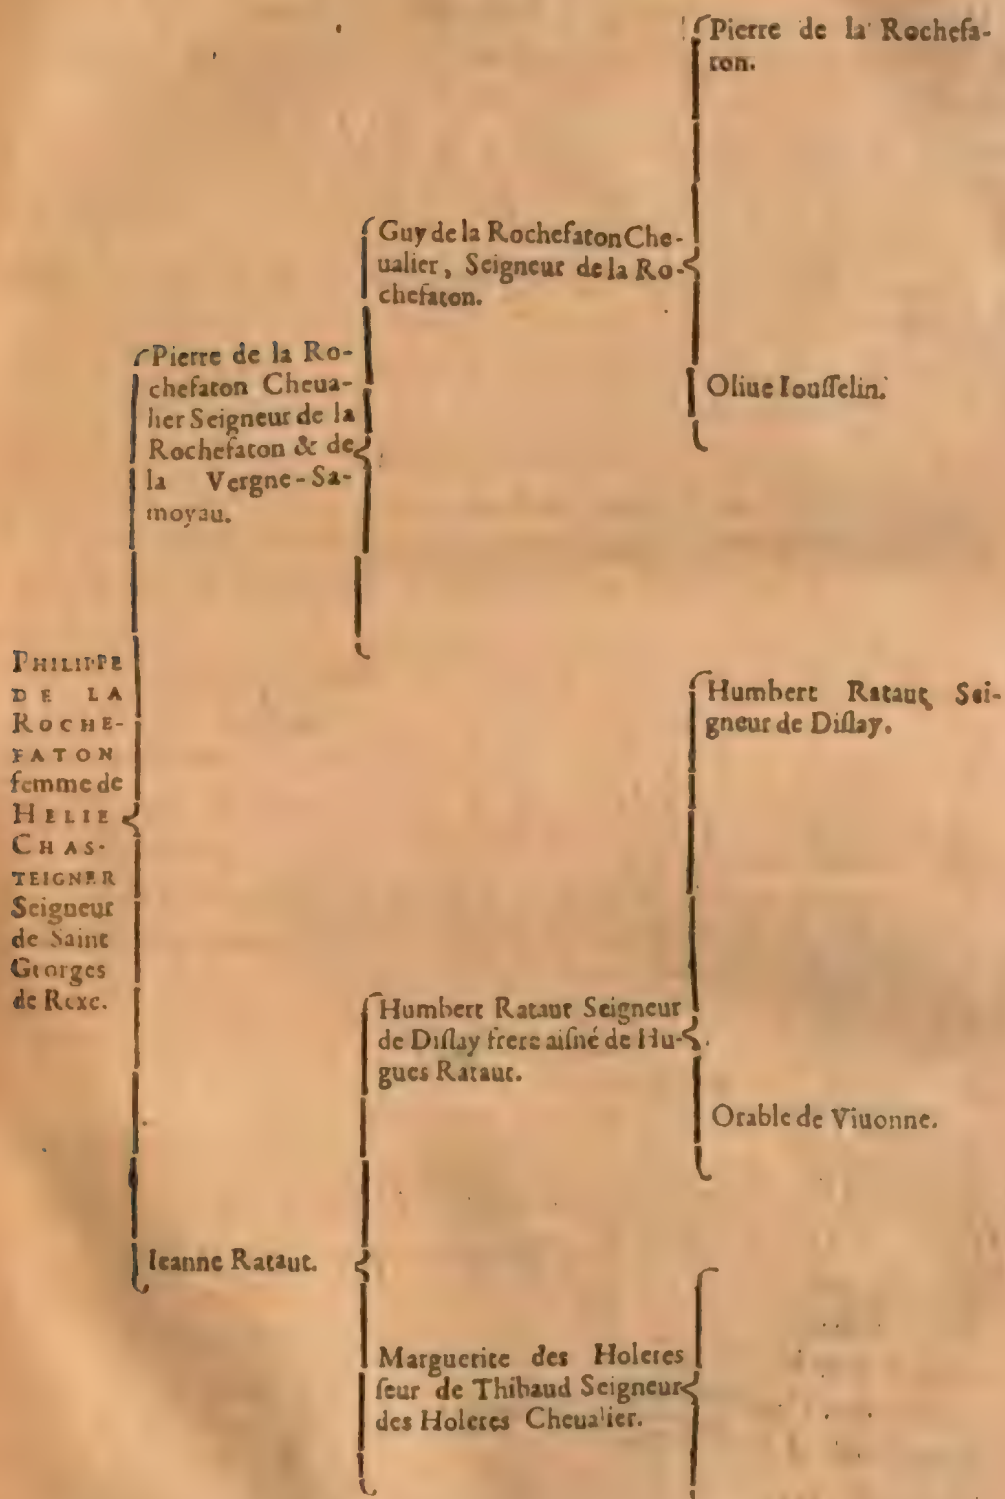 PHILIPPE
DE LA
ROCHE-
FATON
femme de
HELIE
CHAS-
TEIGNER
Seigneur
de Saint
Georges
de Rexe.
Pierre de la Ro-
chefaton Cheua-
lier Seigneur de la
Rochefaton & de
la Vergne-Sa-
moyau.
Guy de la Rochefaton Che-
ualier, Seigneur de la Ro-
chefaton.
Pierre de la Rochefa-
ton.
Oliue Iouſſelin.
Ieanne Rataut.
Humbert Rataut Seigneur
de Diſlay frere aiſné de Hu-
gues Rataut.
Humbert Rataut Sei-
gneur de Diſlay.
Orable de Viuonne.
Marguerite des Holeres
ſeur de Thibaud Seigneur
des Holeres Cheualier.